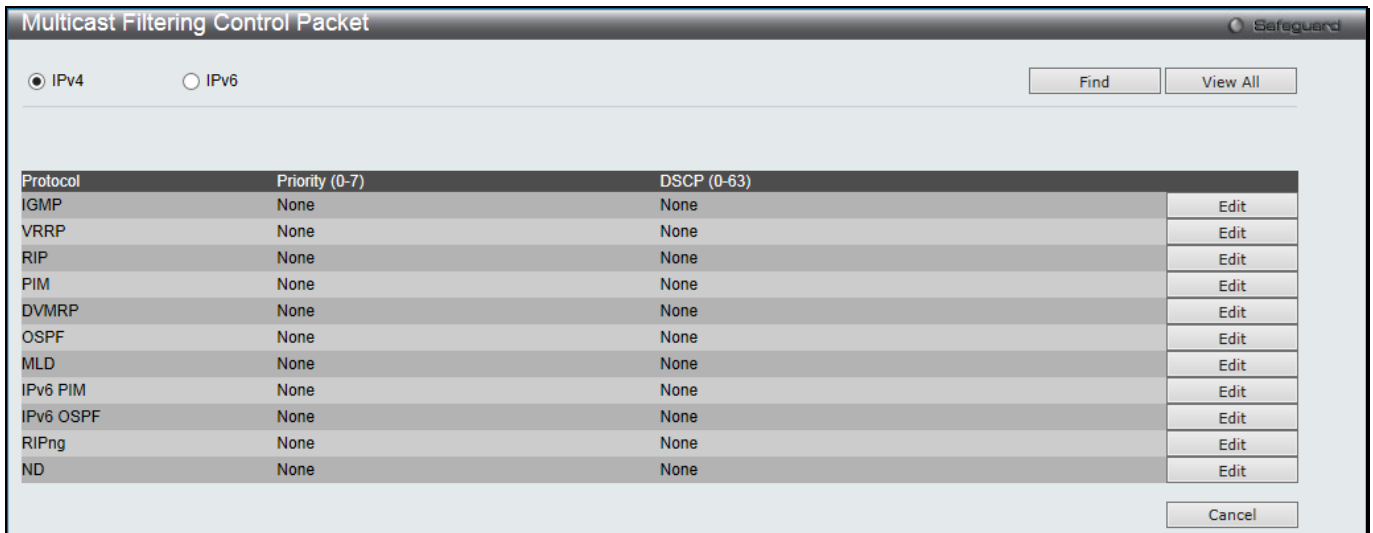 Multicast Filtering Control Packet Safeguard
IPv4 IPv6 Find View All
Protocol Priority (0-7) DSCP (0-63)
IGMP None None Edit
VRRP None None Edit
RIP None None Edit
PIM None None Edit
DVMRP None None Edit
OSPF None None Edit
MLD None None Edit
IPv6 PIM None None Edit
IPv6 OSPF None None Edit
RIPng None None Edit
ND None None Edit
Cancel